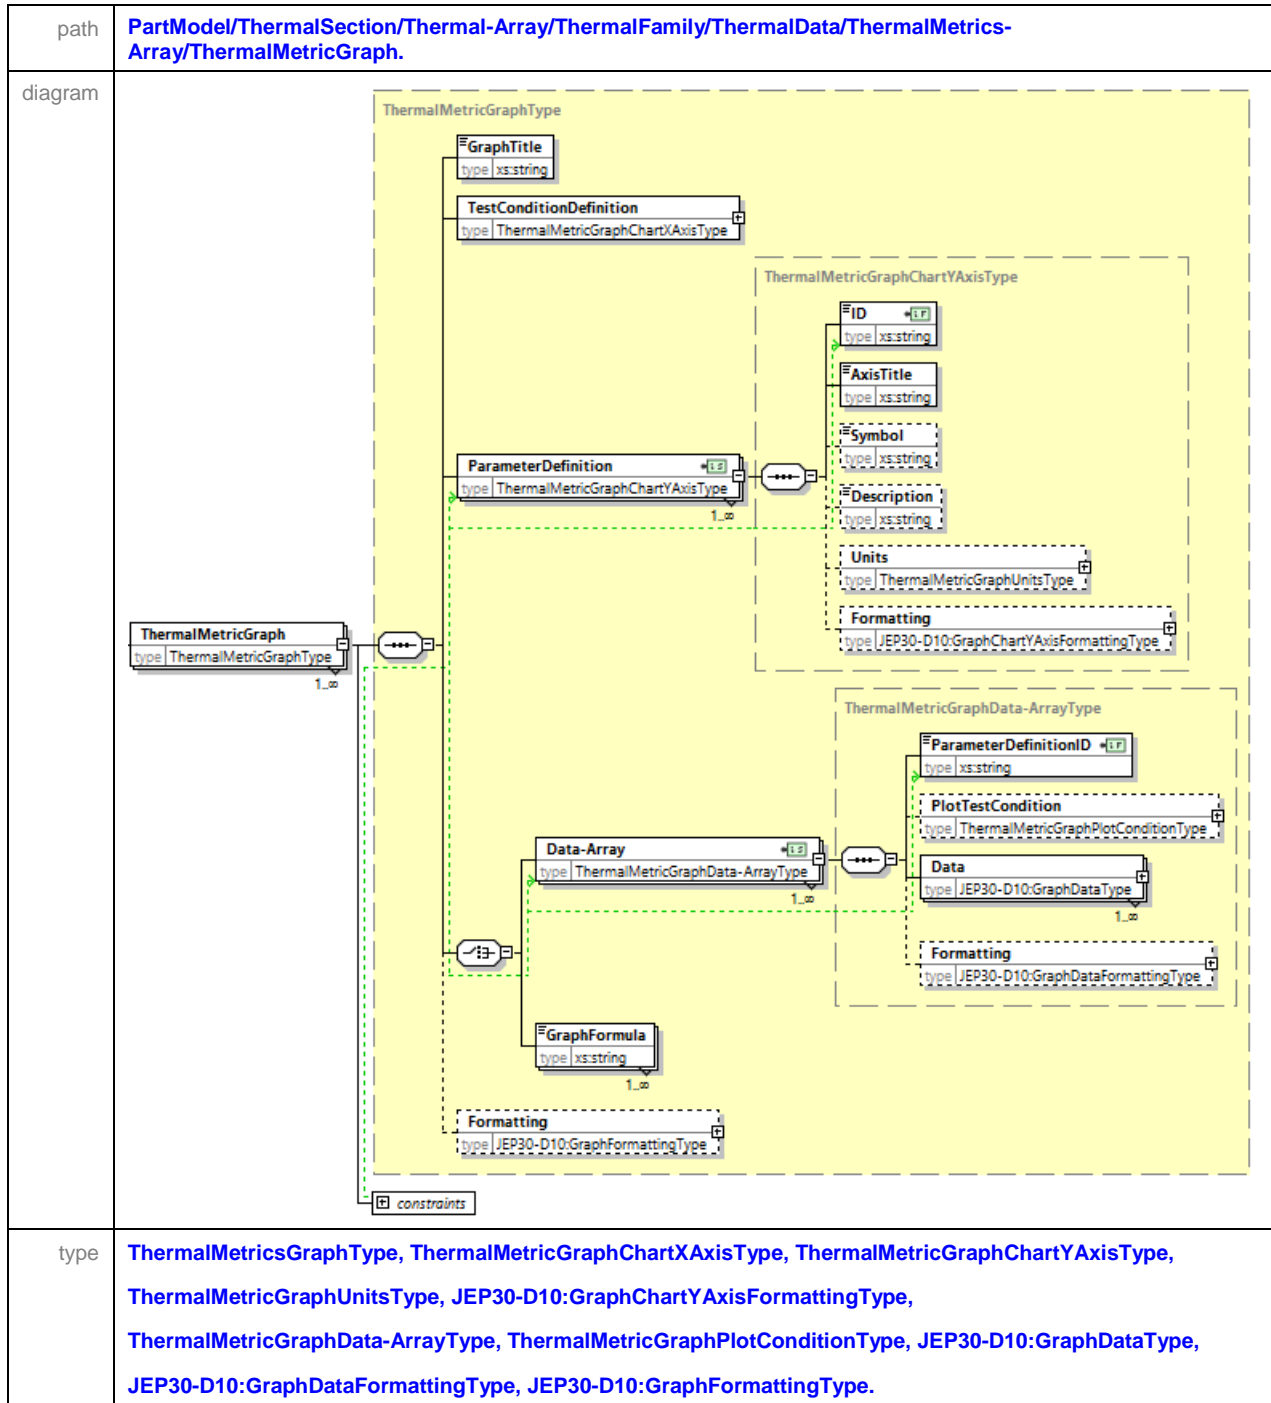 path
PartModel/ThermalSection/Thermal-Array/ThermalFamily/ThermalData/ThermalMetrics-
Array/ThermalMetricGraph.
diagram
ThermalMetricGraphType
GraphTitle
type xs:string
TestConditionDefinition
type ThermalMetricGraphChartXAxisType
ThermalMetricGraphChartYAxisType
ID
type xs:string
AxisTitle
type xs:string
Symbol
type xs:string
ParameterDefinition
type ThermalMetricGraphChartYAxisType
1..∞
Description
type xs:string
Units
type ThermalMetricGraphUnitsType
Formatting
type JEP30-D10:GraphChartYAxisFormattingType
ThermalMetricGraph
type ThermalMetricGraphType
1..∞
ThermalMetricGraphData-ArrayType
ParameterDefinitionID
type xs:string
PlotTestCondition
type ThermalMetricGraphPlotConditionType
Data-Array
type ThermalMetricGraphData-ArrayType
1..∞
Data
type JEP30-D10:GraphDataType
1..∞
Formatting
type JEP30-D10:GraphDataFormattingType
GraphFormula
type xs:string
1..∞
Formatting
type JEP30-D10:GraphFormattingType
constraints
type
ThermalMetricsGraphType, ThermalMetricGraphChartXAxisType, ThermalMetricGraphChartYAxisType,
ThermalMetricGraphUnitsType, JEP30-D10:GraphChartYAxisFormattingType,
ThermalMetricGraphData-ArrayType, ThermalMetricGraphPlotConditionType, JEP30-D10:GraphDataType,
JEP30-D10:GraphDataFormattingType, JEP30-D10:GraphFormattingType.